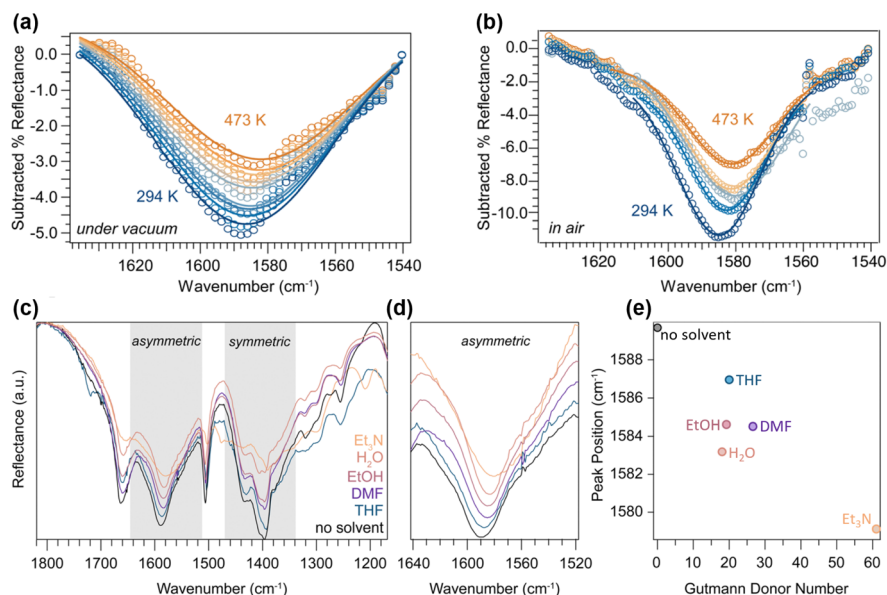 (a)
Subtracted % Reflectance
0.0
-1.0
-2.0
-3.0
-4.0
-5.0
473 K
294 K
under vacuum
1620 1600 1580 1560 1540
Wavenumber (cm⁻¹)
(b)
Subtracted % Reflectance
0.0
-2.0
-4.0
-6.0
-8.0
-10.0
473 K
294 K
in air
1620 1600 1580 1560 1540
Wavenumber (cm⁻¹)
(c)
Reflectance (a.u.)
asymmetric symmetric
Et₃N
H₂O
EtOH
DMF
THF
no solvent
1800 1700 1600 1500 1400 1300 1200
Wavenumber (cm⁻¹)
(d)
asymmetric
1640 1600 1560 1520
Wavenumber (cm⁻¹)
(e)
Peak Position (cm⁻¹)
1588
1586
1584
1582
1580
no solvent
THF
EtOH DMF
H₂O
Et₃N
0 10 20 30 40 50 60
Gutmann Donor Number